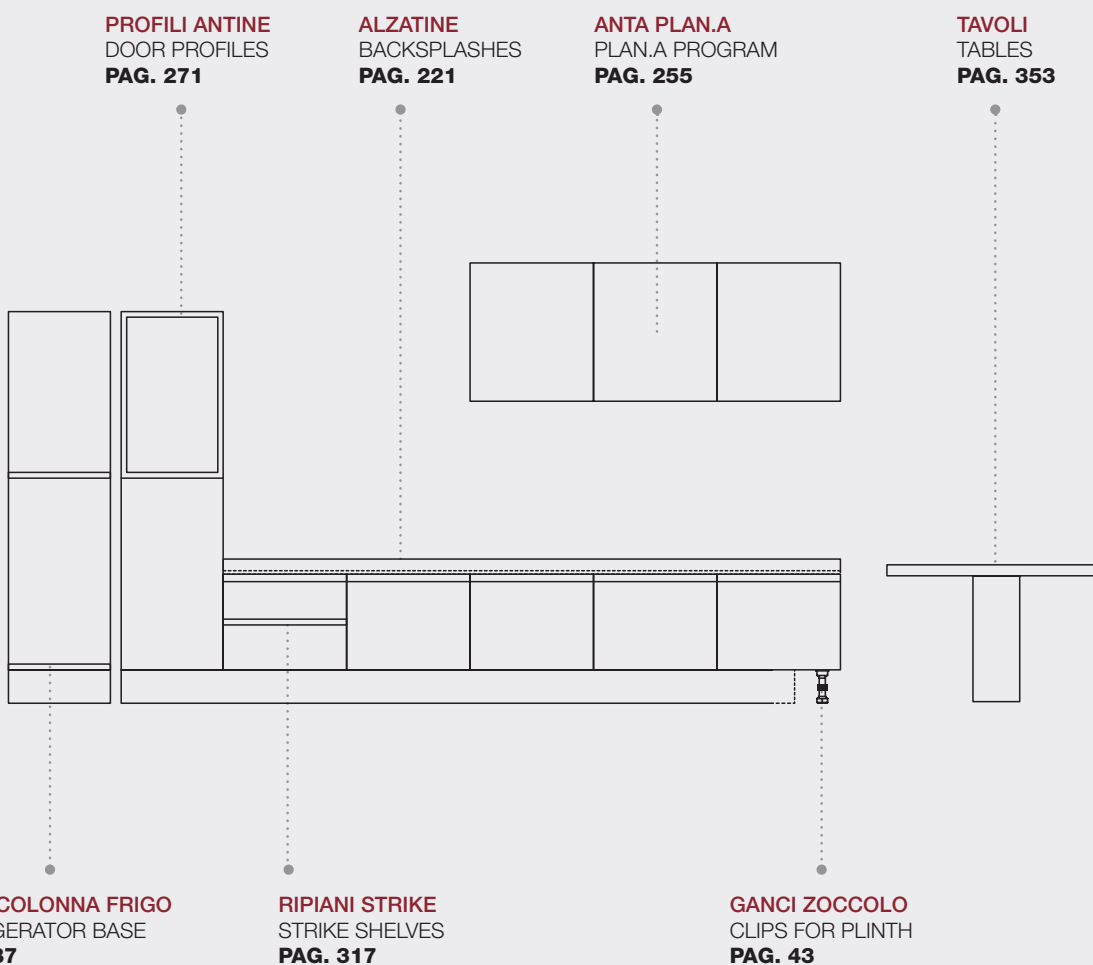 PROFILI ANTINE
DOOR PROFILES
PAG. 271
ALZATINE
BACKSPLASHES
PAG. 221
ANTA PLAN.A
PLAN.A PROGRAM
PAG. 255
TAVOLI
TABLES
PAG. 353
COLONNA FRIGO
GERATOR BASE
37
RIPIANI STRIKE
STRIKE SHELVES
PAG. 317
GANCI ZOCCOLO
CLIPS FOR PLINTH
PAG. 43